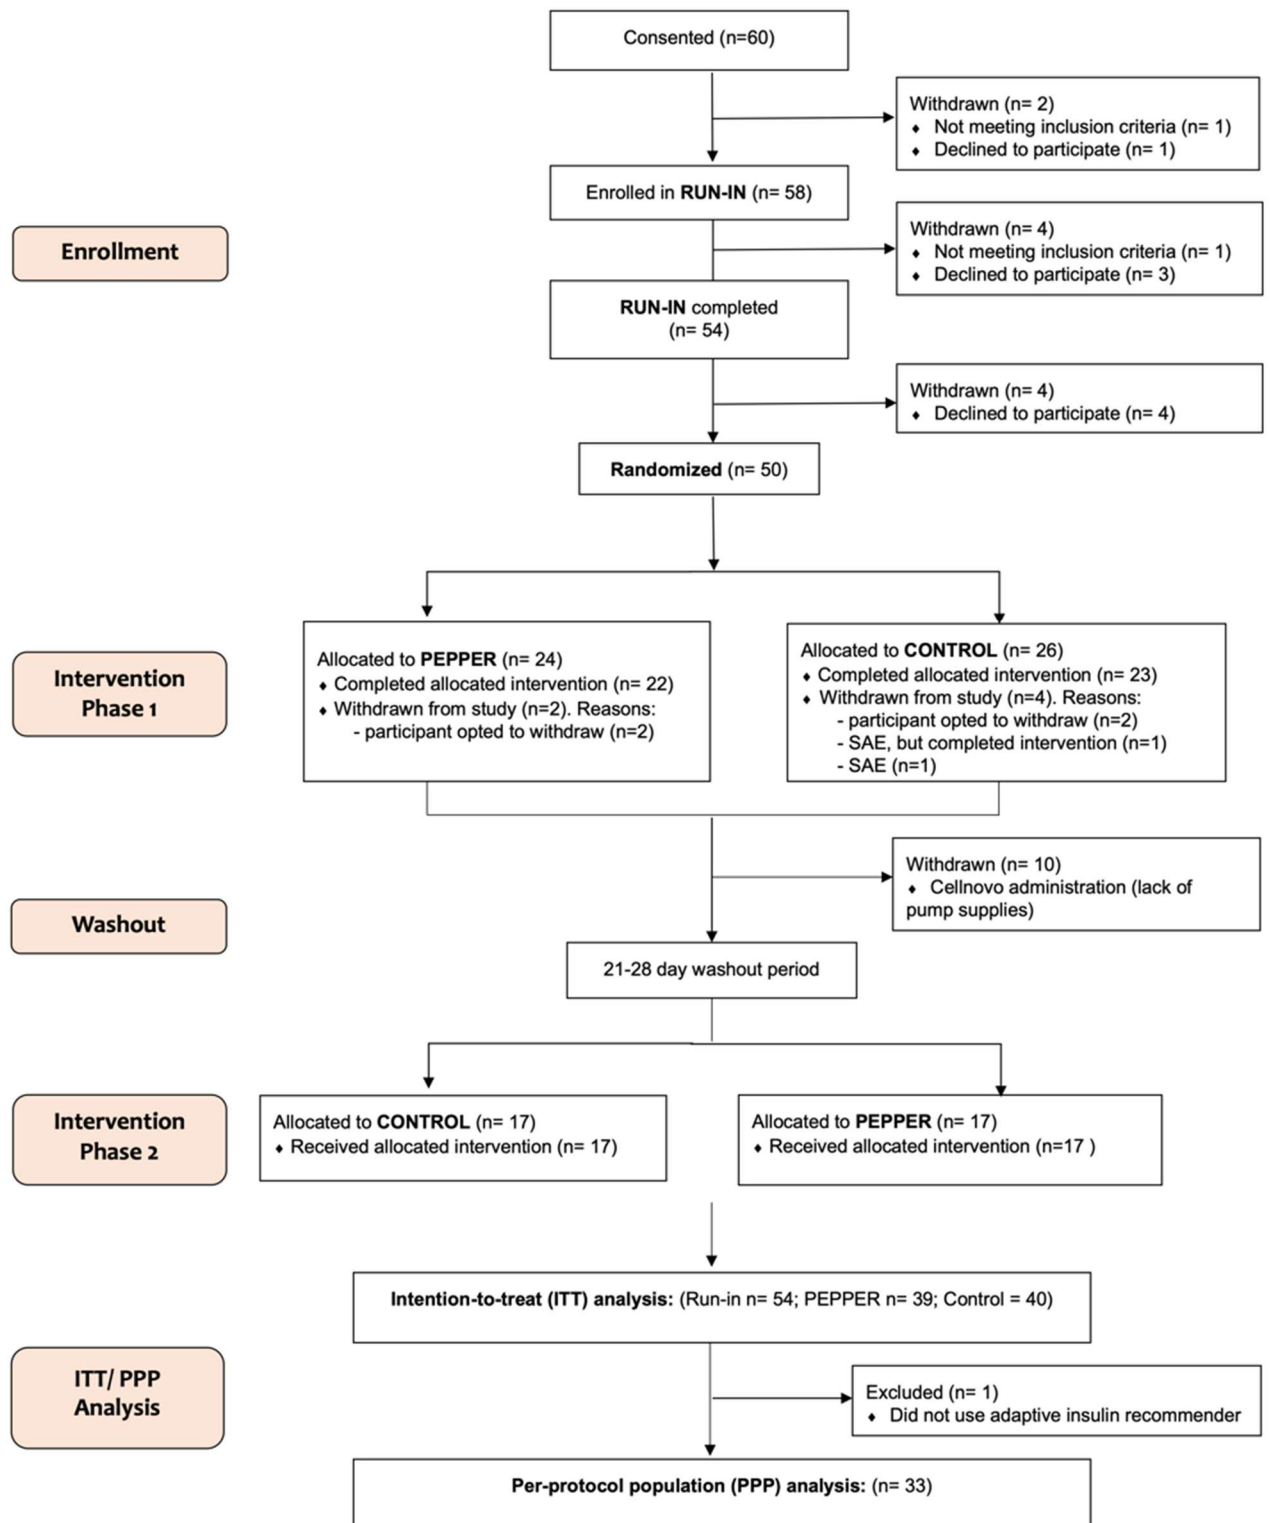 Consented (n=60)
Withdrawn (n= 2)
♦ Not meeting inclusion criteria (n= 1)
♦ Declined to participate (n= 1)
Enrolled in RUN-IN (n= 58)
Enrollment
Withdrawn (n= 4)
♦ Not meeting inclusion criteria (n= 1)
♦ Declined to participate (n= 3)
RUN-IN completed
(n= 54)
Withdrawn (n= 4)
♦ Declined to participate (n= 4)
Randomized (n= 50)
Intervention
Phase 1
Allocated to PEPPER (n= 24)
♦ Completed allocated intervention (n= 22)
♦ Withdrawn from study (n=2). Reasons:
- participant opted to withdraw (n=2)
Allocated to CONTROL (n= 26)
♦ Completed allocated intervention (n= 23)
♦ Withdrawn from study (n=4). Reasons:
- participant opted to withdraw (n=2)
- SAE, but completed intervention (n=1)
- SAE (n=1)
Withdrawn (n= 10)
♦ Cellnovo administration (lack of
pump supplies)
Washout
21-28 day washout period
Intervention
Phase 2
Allocated to CONTROL (n= 17)
♦ Received allocated intervention (n= 17)
Allocated to PEPPER (n= 17)
♦ Received allocated intervention (n=17 )
Intention-to-treat (ITT) analysis: (Run-in n= 54; PEPPER n= 39; Control = 40)
ITT/ PPP
Analysis
Excluded (n= 1)
♦ Did not use adaptive insulin recommender
Per-protocol population (PPP) analysis: (n= 33)